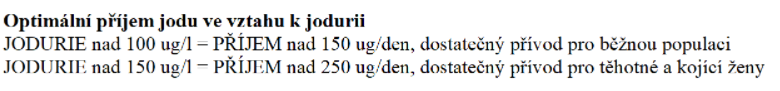 Optimální příjem jodu ve vztahu k jodurii
JODURIE nad 100 ug/l = PŘÍJEM nad 150 ug/den, dostatečný přívod pro běžnou populaci
JODURIE nad 150 ug/l = PŘÍJEM nad 250 ug/den, dostatečný přívod pro těhotné a kojící ženy